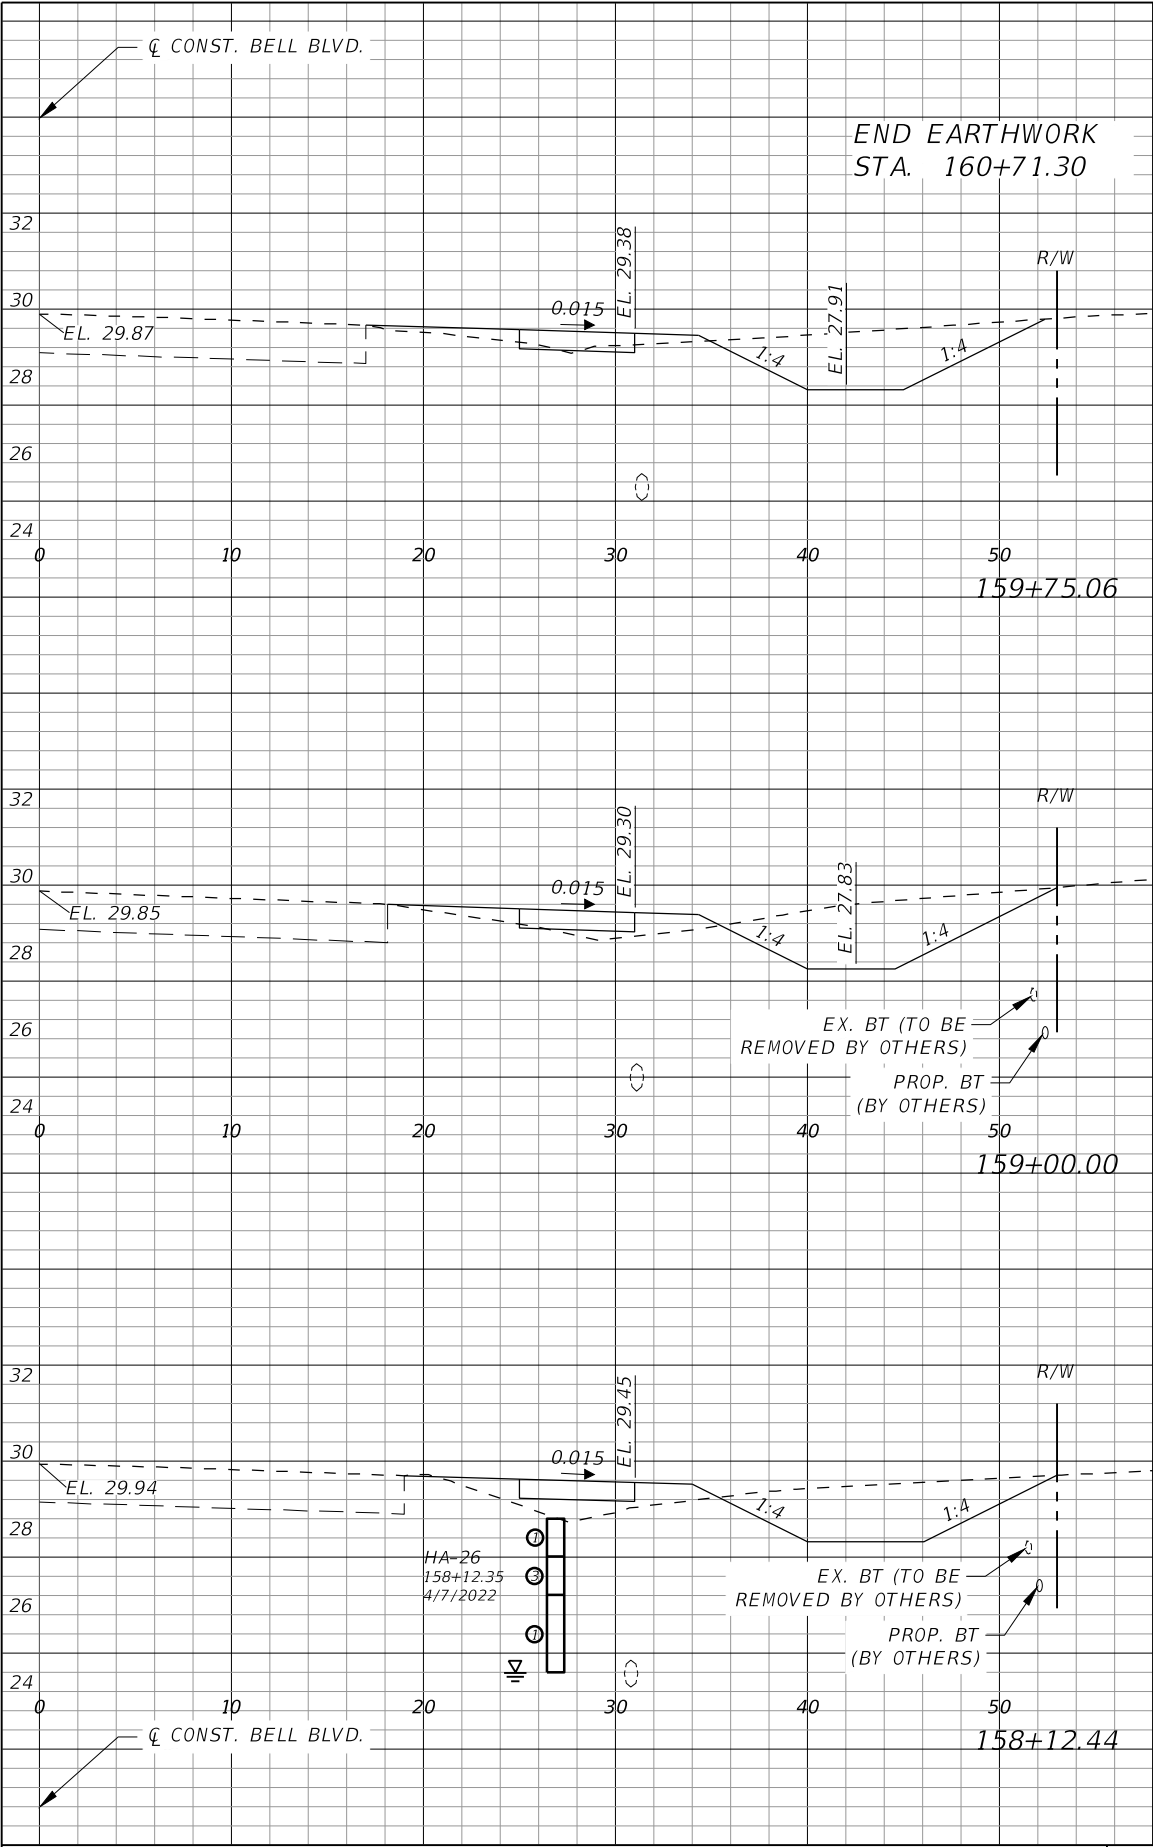 ℄ CONST. BELL BLVD.
END EARTHWORK
STA. 160+71.30
32
30
28
26
24
EL. 29.87
0.015
EL. 29.38
EL. 27.91
1:4
1:4
R/W
0 10 20 30 40 50
159+75.06
32
30
28
26
24
EL. 29.85
0.015
EL. 29.30
EL. 27.83
1:4
1:4
R/W
EX. BT (TO BE
REMOVED BY OTHERS)
PROP. BT
(BY OTHERS)
0 10 20 30 40 50
159+00.00
32
30
28
26
24
EL. 29.94
0.015
EL. 29.45
1:4
1:4
R/W
1
HA-26
158+12.35
4/7/2022
3
1
EX. BT (TO BE
REMOVED BY OTHERS)
PROP. BT
(BY OTHERS)
0 10 20 30 40 50
158+12.44
℄ CONST. BELL BLVD.